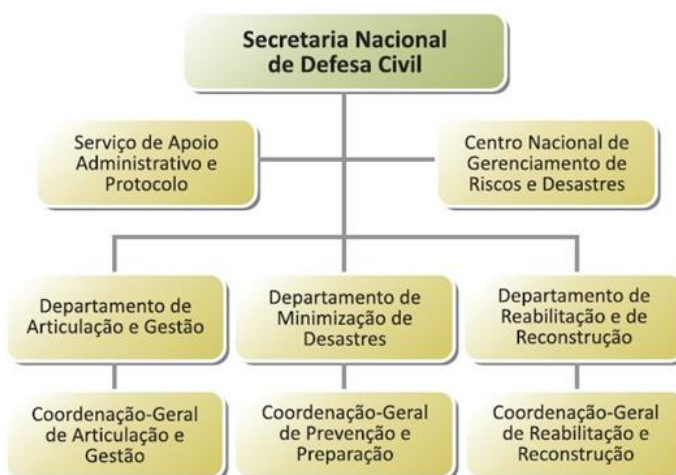 Secretaria Nacional
de Defesa Civil
Serviço de Apoio
Administrativo e
Protocolo
Centro Nacional de
Gerenciamento de
Riscos e Desastres
Departamento de
Articulação e Gestão
Departamento de
Minimização de
Desastres
Departamento de
Reabilitação e de
Reconstrução
Coordenação-Geral
de Articulação e
Gestão
Coordenação-Geral
de Prevenção e
Preparação
Coordenação-Geral
de Reabilitação e
Reconstrução